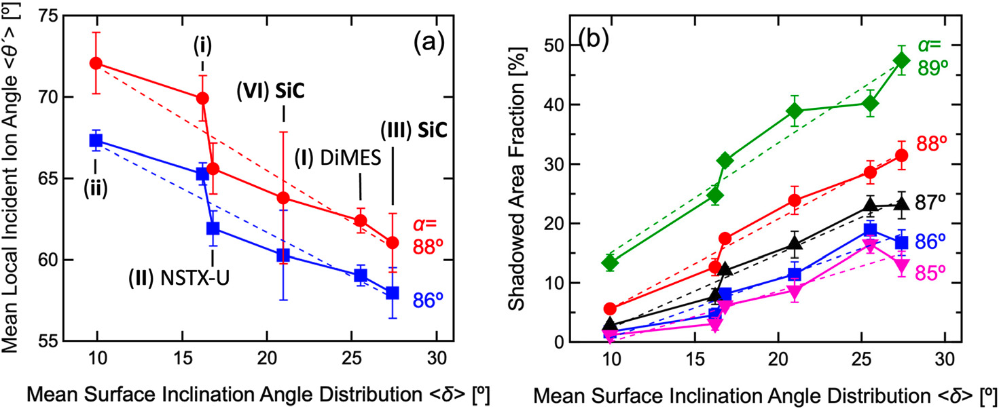 75
70
65
60
55
10
15
20
25
30
Mean Local Incident Ion Angle <θ´> [º]
Mean Surface Inclination Angle Distribution <δ> [º]
(a)
(i)
(VI) SiC
(III) SiC
(I) DiMES
(ii)
(II) NSTX-U
α=
88º
86º
50
40
30
20
10
0
10
15
20
25
30
Shadowed Area Fraction [%]
Mean Surface Inclination Angle Distribution <δ> [º]
(b)
α=
89º
88º
87º
86º
85º